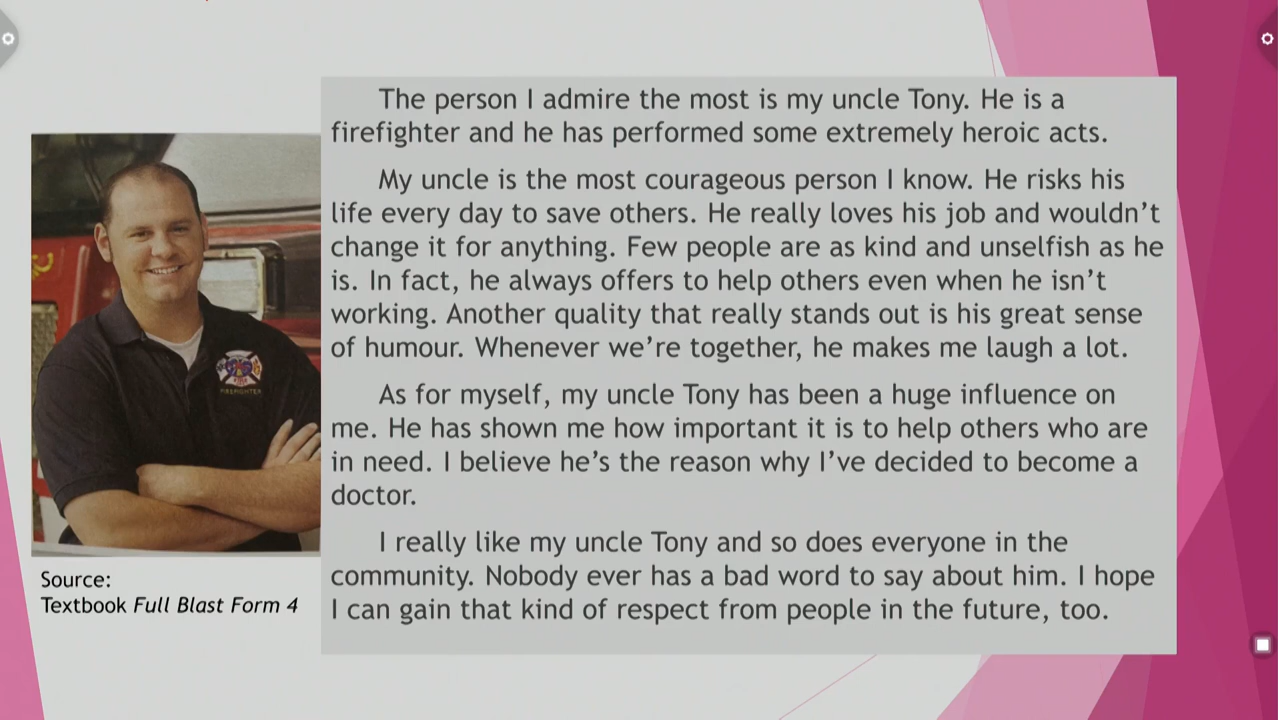 The person I admire the most is my uncle Tony. He is a
firefighter and he has performed some extremely heroic acts.
My uncle is the most courageous person I know. He risks his
life every day to save others. He really loves his job and wouldn’t
change it for anything. Few people are as kind and unselfish as he
is. In fact, he always offers to help others even when he isn’t
working. Another quality that really stands out is his great sense
of humour. Whenever we’re together, he makes me laugh a lot.
As for myself, my uncle Tony has been a huge influence on
me. He has shown me how important it is to help others who are
in need. I believe he’s the reason why I’ve decided to become a
doctor.
I really like my uncle Tony and so does everyone in the
community. Nobody ever has a bad word to say about him. I hope
I can gain that kind of respect from people in the future, too.
FIREFIGHTER
Source:
Textbook Full Blast Form 4